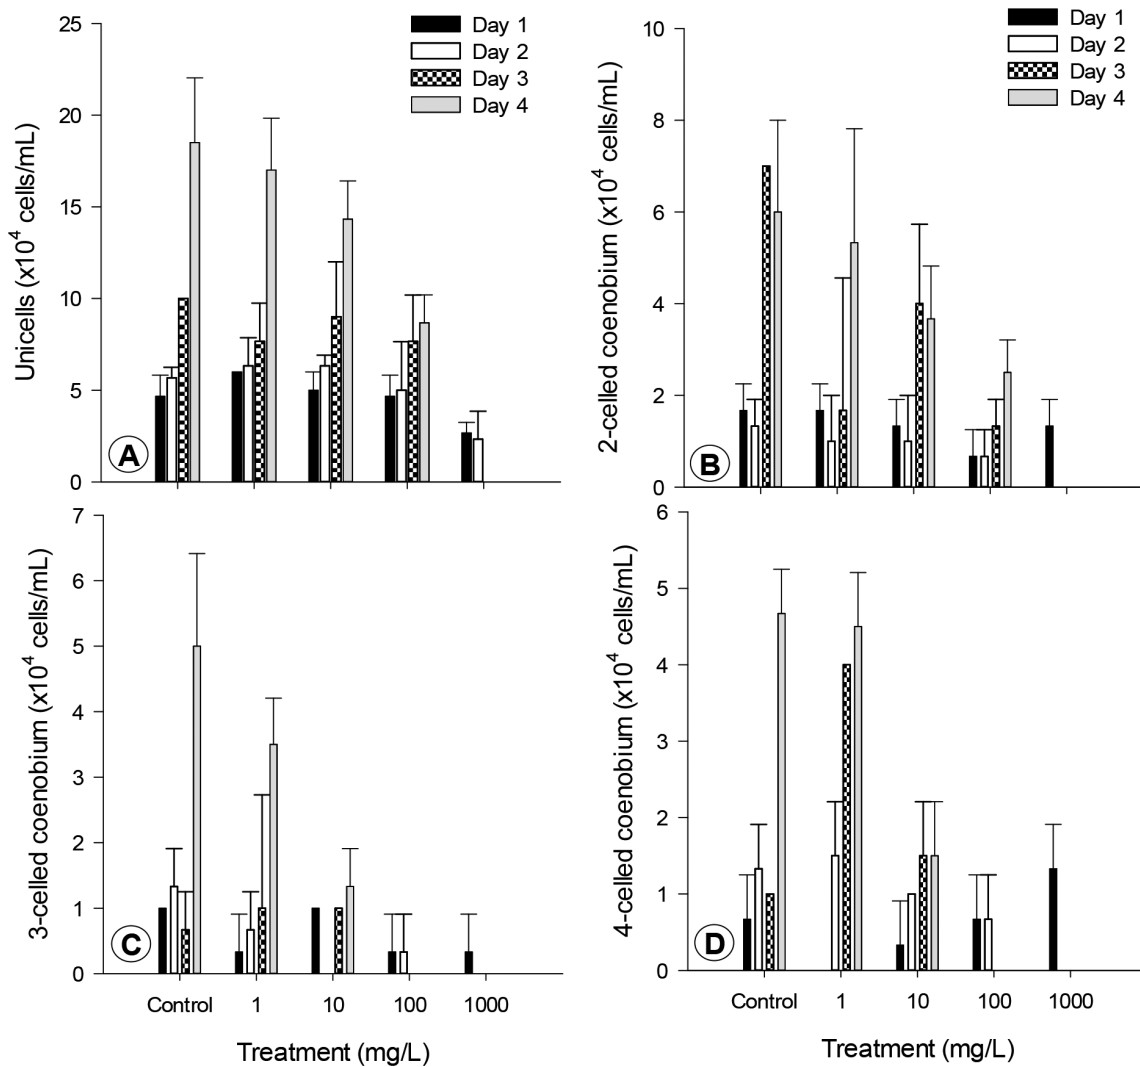 25
20
15
10
5
0
Unicells (x10⁴ cells/mL)
Day 1
Day 2
Day 3
Day 4
A
10
8
6
4
2
0
2-celled coenobium (x10⁴ cells/mL)
Day 1
Day 2
Day 3
Day 4
B
7
6
5
4
3
2
1
0
3-celled coenobium (x10⁴ cells/mL)
C
Control 1 10 100 1000
Treatment (mg/L)
6
5
4
3
2
1
0
4-celled coenobium (x10⁴ cells/mL)
D
Control 1 10 100 1000
Treatment (mg/L)